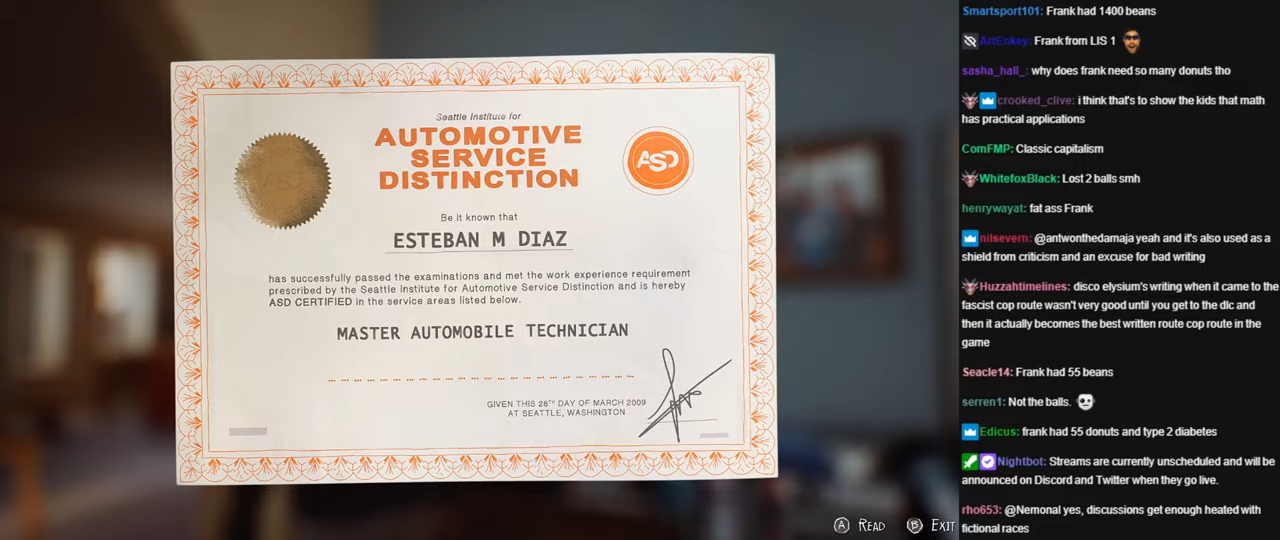 Seattle Institute for
AUTOMOTIVE
SERVICE
DISTINCTION
ASD
Be it known that
ESTEBAN M DIAZ
has successfully passed the examinations and met the work experience requirement
prescribed by the Seattle Institute for Automotive Service Distinction and is hereby
ASD CERTIFIED in the service areas listed below.
MASTER AUTOMOBILE TECHNICIAN
GIVEN THIS 28TH DAY OF MARCH 2009
AT SEATTLE, WASHINGTON
A READ B EXIT
Smartsport101: Frank had 1400 beans
ArtEnkey: Frank from LIS 1
sasha_hall_: why does frank need so many donuts tho
crooked_clive: i think that's to show the kids that math
has practical applications
ComFMP: Classic capitalism
WhitefoxBlack: Lost 2 balls smh
henrywayat: fat ass Frank
nilsevern: @antwonthedamaja yeah and it's also used as a
shield from criticism and an excuse for bad writing
Huzzahtimelines: disco elysium's writing when it came to the
fascist cop route wasn't very good until you get to the dlc and
then it actually becomes the best written route cop route in the
game
Seacle14: Frank had 55 beans
serren1: Not the balls.
Edicus: frank had 55 donuts and type 2 diabetes
Nightbot: Streams are currently unscheduled and will be
announced on Discord and Twitter when they go live.
rho653: @Nemonal yes, discussions get enough heated with
fictional races